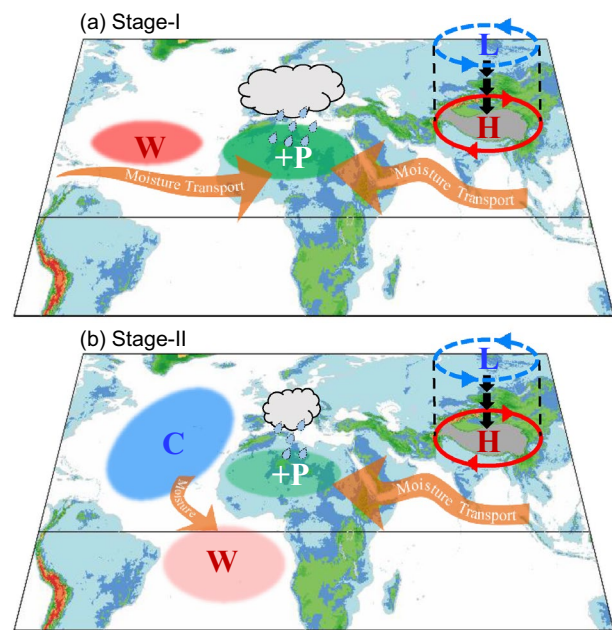 (a) Stage-I
L
H
W
+P
Moisture Transport
Moisture Transport
(b) Stage-II
L
C
H
+P
Moisture
Moisture Transport
W